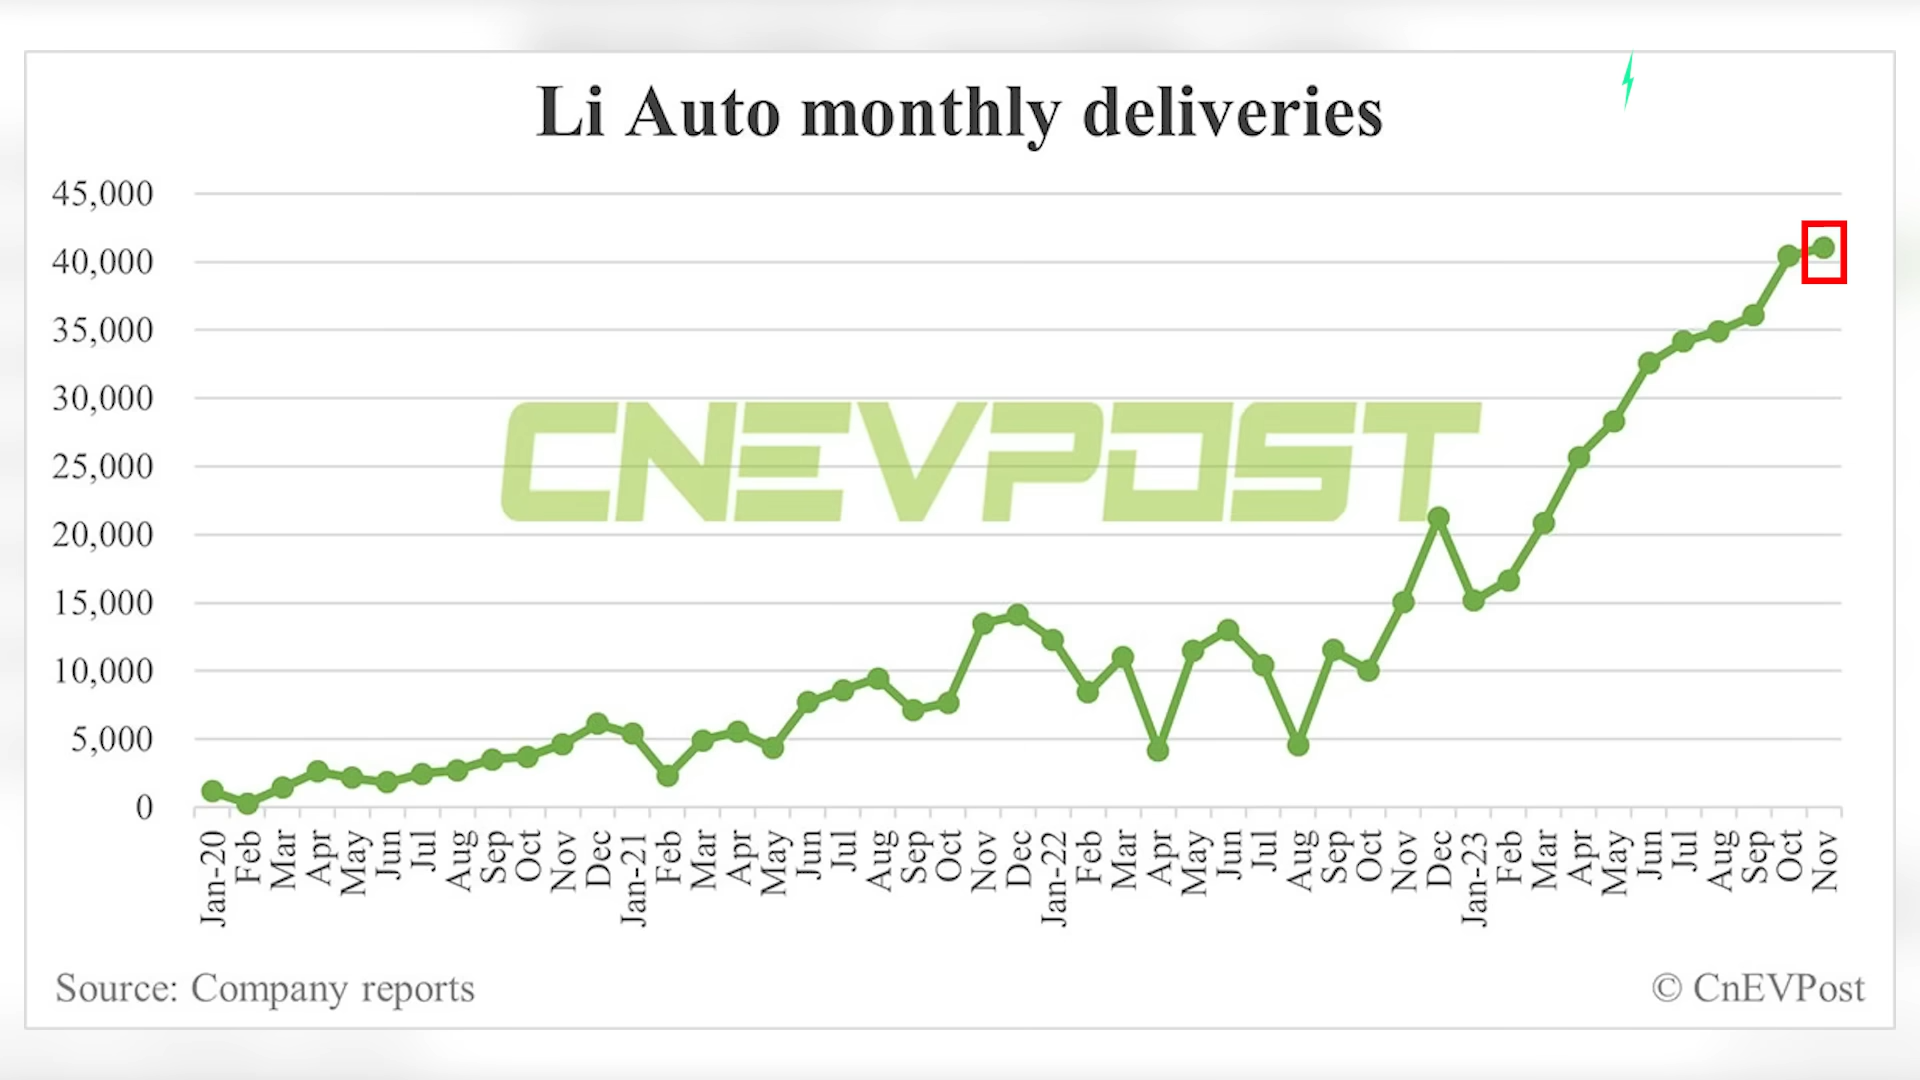 Li Auto monthly deliveries
45,000
40,000
35,000
30,000
25,000
20,000
15,000
10,000
5,000
0
CNEVPOST
Jan-20 Feb Mar Apr May Jun Jul Aug Sep Oct Nov Dec Jan-21 Feb Mar Apr May Jun Jul Aug Sep Oct Nov Dec Jan-22 Feb Mar Apr May Jun Jul Aug Sep Oct Nov Dec Jan-23 Feb Mar Apr May Jun Jul Aug Sep Oct Nov
Source: Company reports
© CnEVPost